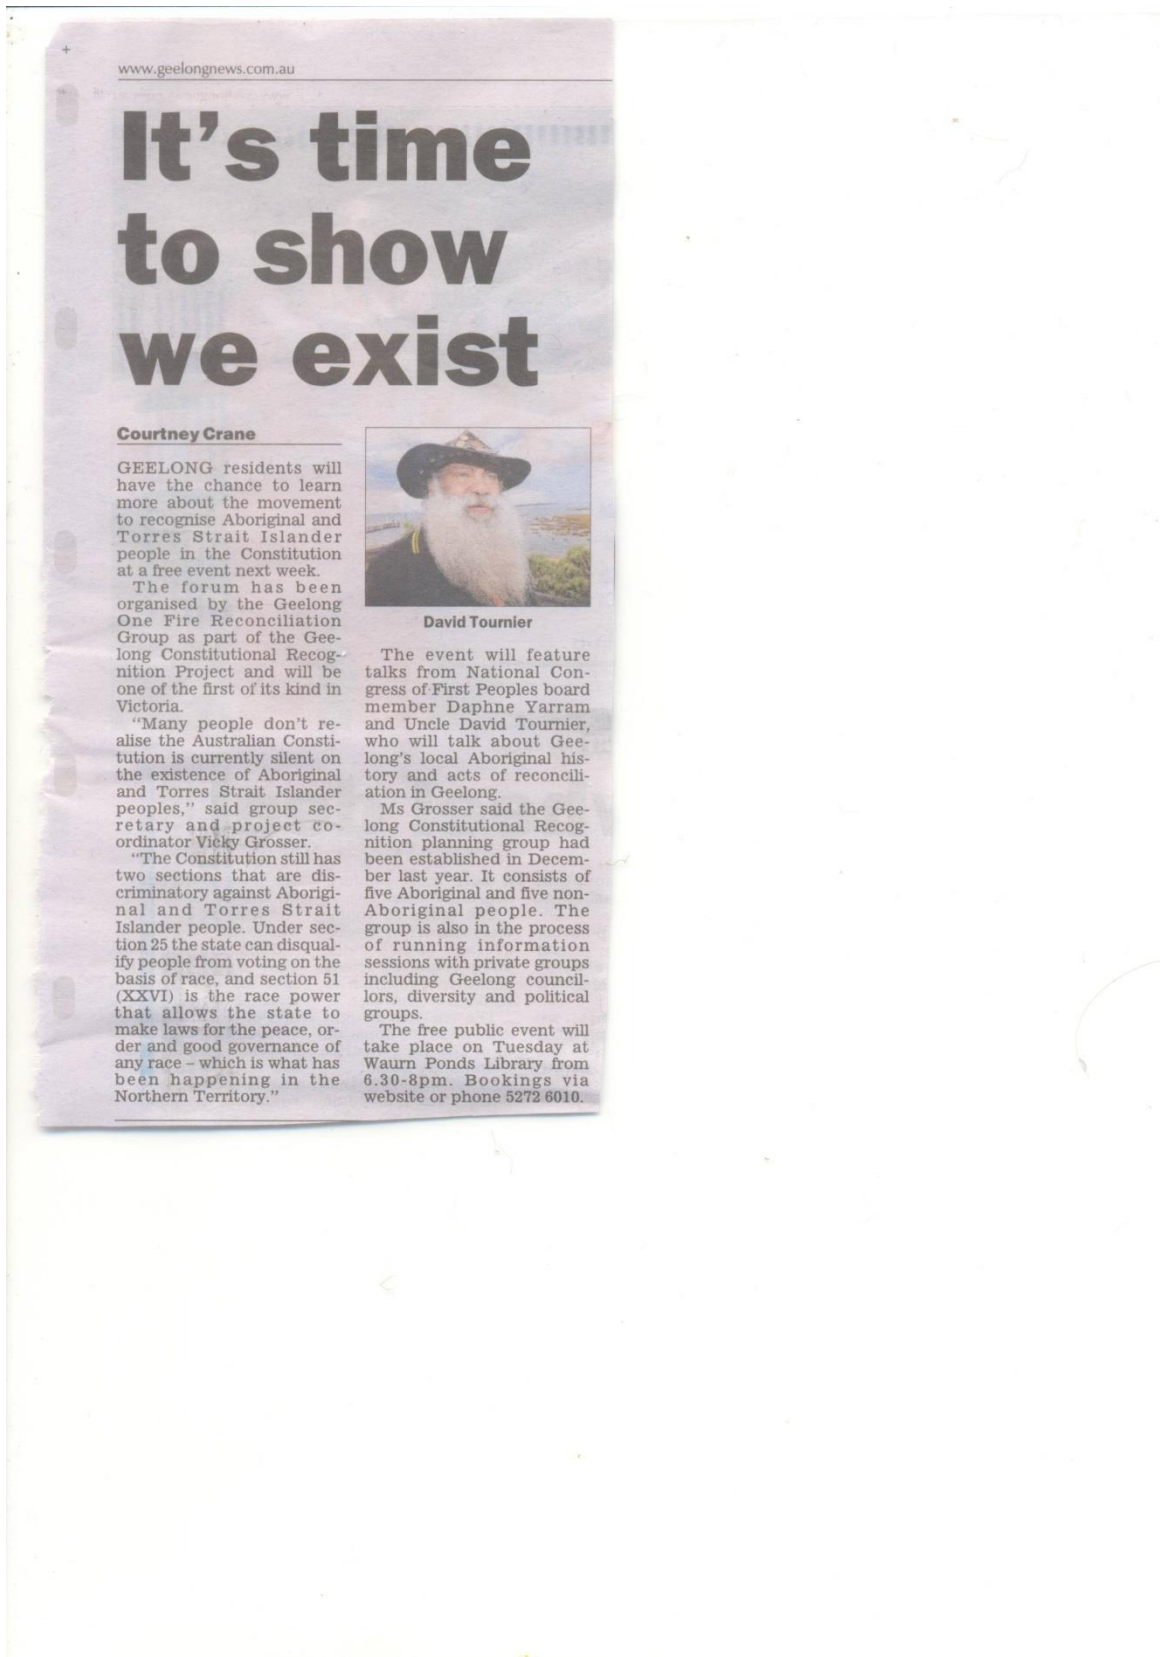 www.geelongnews.com.au
It's time
to show
we exist
Courtney Crane
GEELONG residents will
have the chance to learn
more about the movement
to recognise Aboriginal and
Torres Strait Islander
people in the Constitution
at a free event next week.
The forum has been
organised by the Geelong
One Fire Reconciliation
Group as part of the Gee-
long Constitutional Recog-
nition Project and will be
one of the first of its kind in
Victoria.
"Many people don't re-
alise the Australian Consti-
tution is currently silent on
the existence of Aboriginal
and Torres Strait Islander
peoples," said group sec-
retary and project co-
ordinator Vicky Grosser.
"The Constitution still has
two sections that are dis-
criminatory against Aborigi-
nal and Torres Strait
Islander people. Under sec-
tion 25 the state can disqual-
ify people from voting on the
basis of race, and section 51
(XXVI) is the race power
that allows the state to
make laws for the peace, or-
der and good governance of
any race – which is what has
been happening in the
Northern Territory."
David Tournier
The event will feature
talks from National Con-
gress of First Peoples board
member Daphne Yarram
and Uncle David Tournier,
who will talk about Gee-
long's local Aboriginal his-
tory and acts of reconcili-
ation in Geelong.
Ms Grosser said the Gee-
long Constitutional Recog-
nition planning group had
been established in Decem-
ber last year. It consists of
five Aboriginal and five non-
Aboriginal people. The
group is also in the process
of running information
sessions with private groups
including Geelong council-
lors, diversity and political
groups.
The free public event will
take place on Tuesday at
Waurn Ponds Library from
6.30-8pm. Bookings via
website or phone 5272 6010.